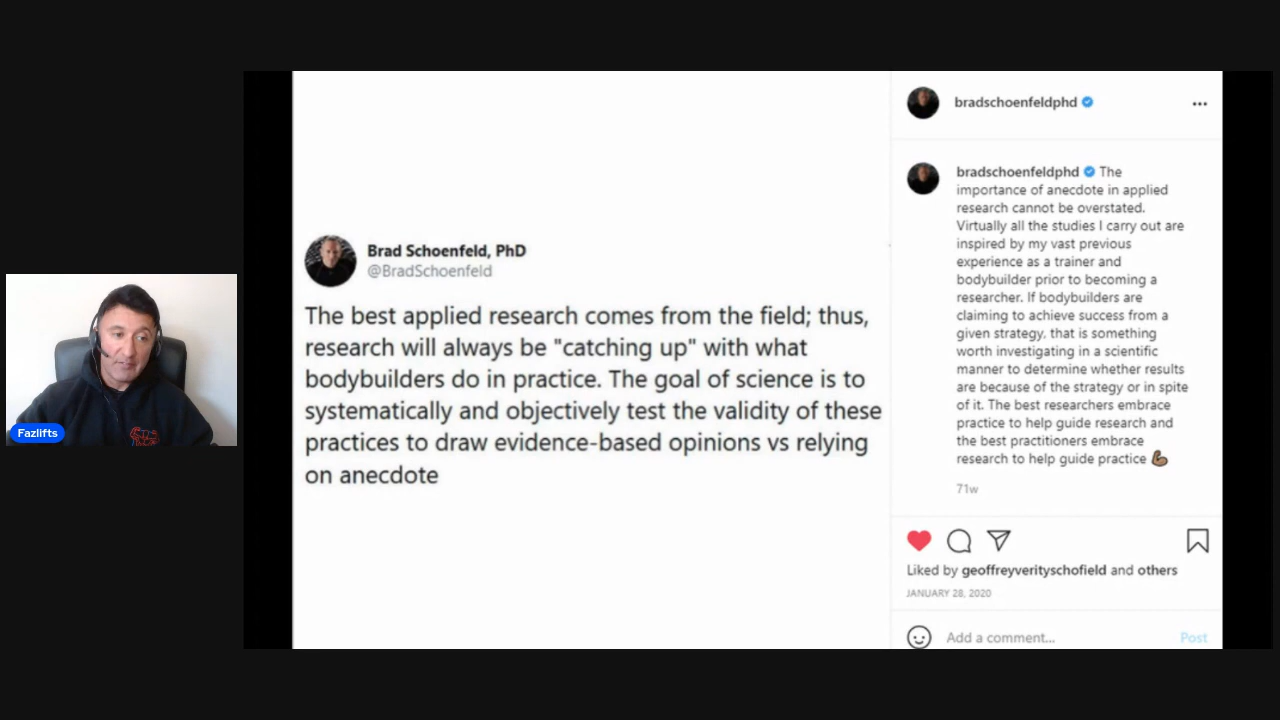 Fazlifts
Brad Schoenfeld, PhD
@BradSchoenfeld
The best applied research comes from the field; thus,
research will always be "catching up" with what
bodybuilders do in practice. The goal of science is to
systematically and objectively test the validity of these
practices to draw evidence-based opinions vs relying
on anecdote
bradschoenfeldphd
bradschoenfeldphd The
importance of anecdote in applied
research cannot be overstated.
Virtually all the studies I carry out are
inspired by my vast previous
experience as a trainer and
bodybuilder prior to becoming a
researcher. If bodybuilders are
claiming to achieve success from a
given strategy, that is something
worth investigating in a scientific
manner to determine whether results
are because of the strategy or in spite
of it. The best researchers embrace
practice to help guide research and
the best practitioners embrace
research to help guide practice 💪🏽
71w
Liked by geoffreyverityschofield and others
JANUARY 28, 2020
Add a comment... Post